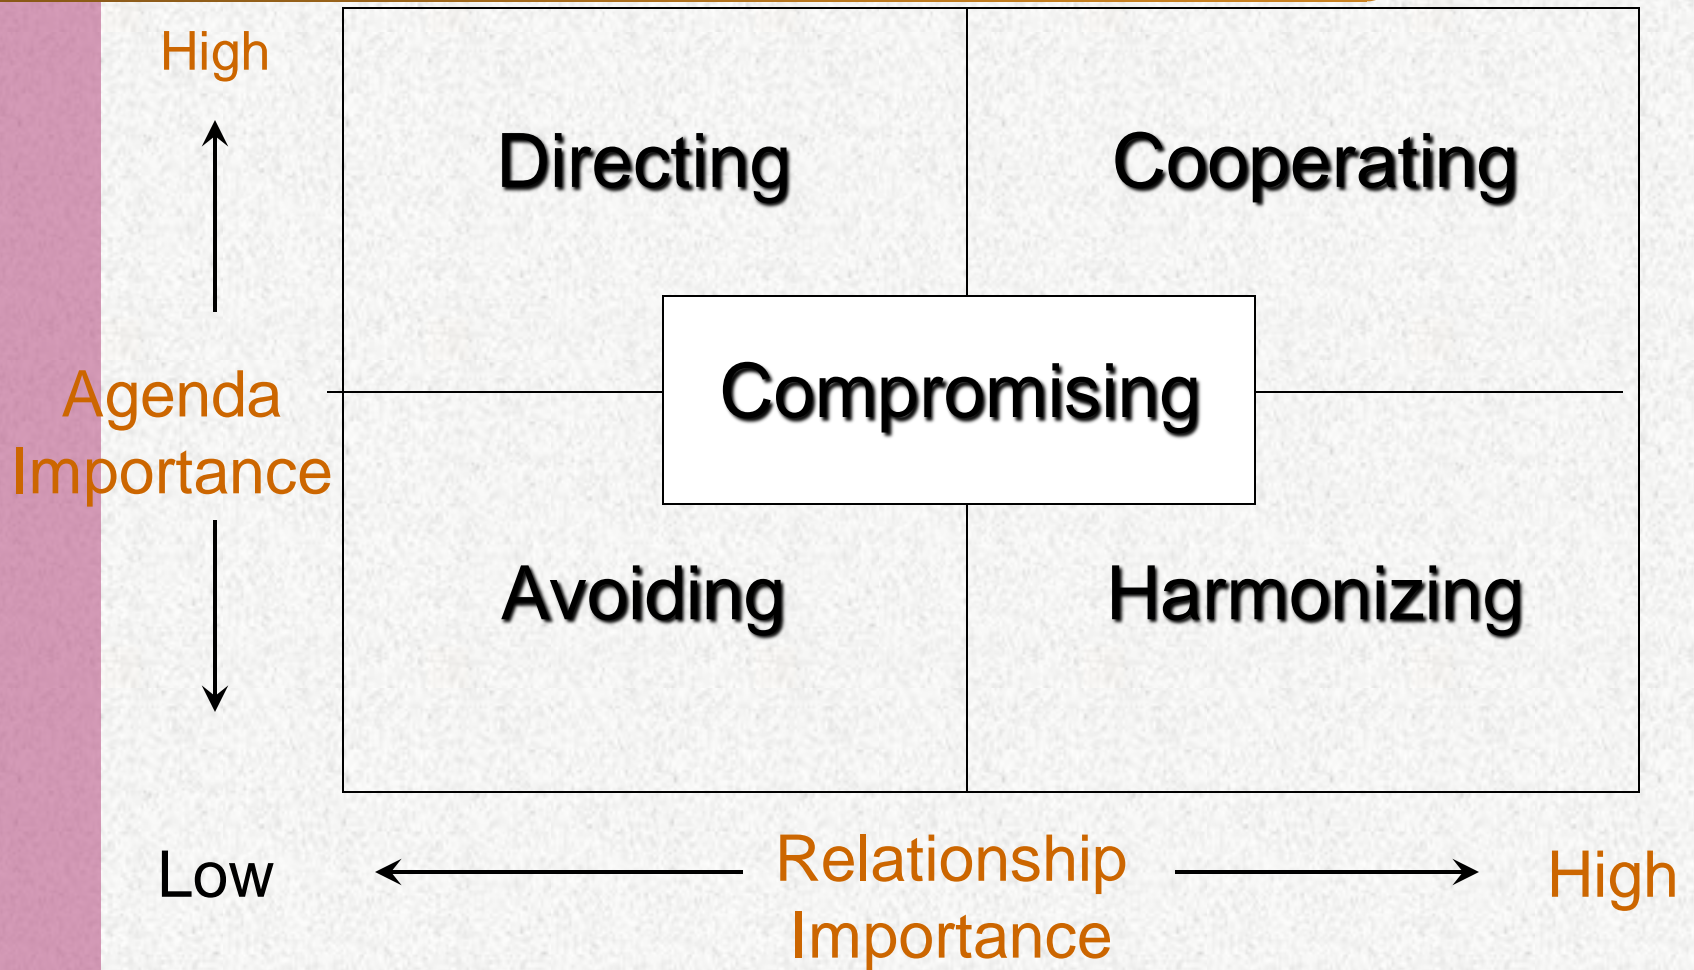 High
Directing
Cooperating
Agenda
Importance
Compromising
Avoiding
Harmonizing
Low
Relationship
Importance
High